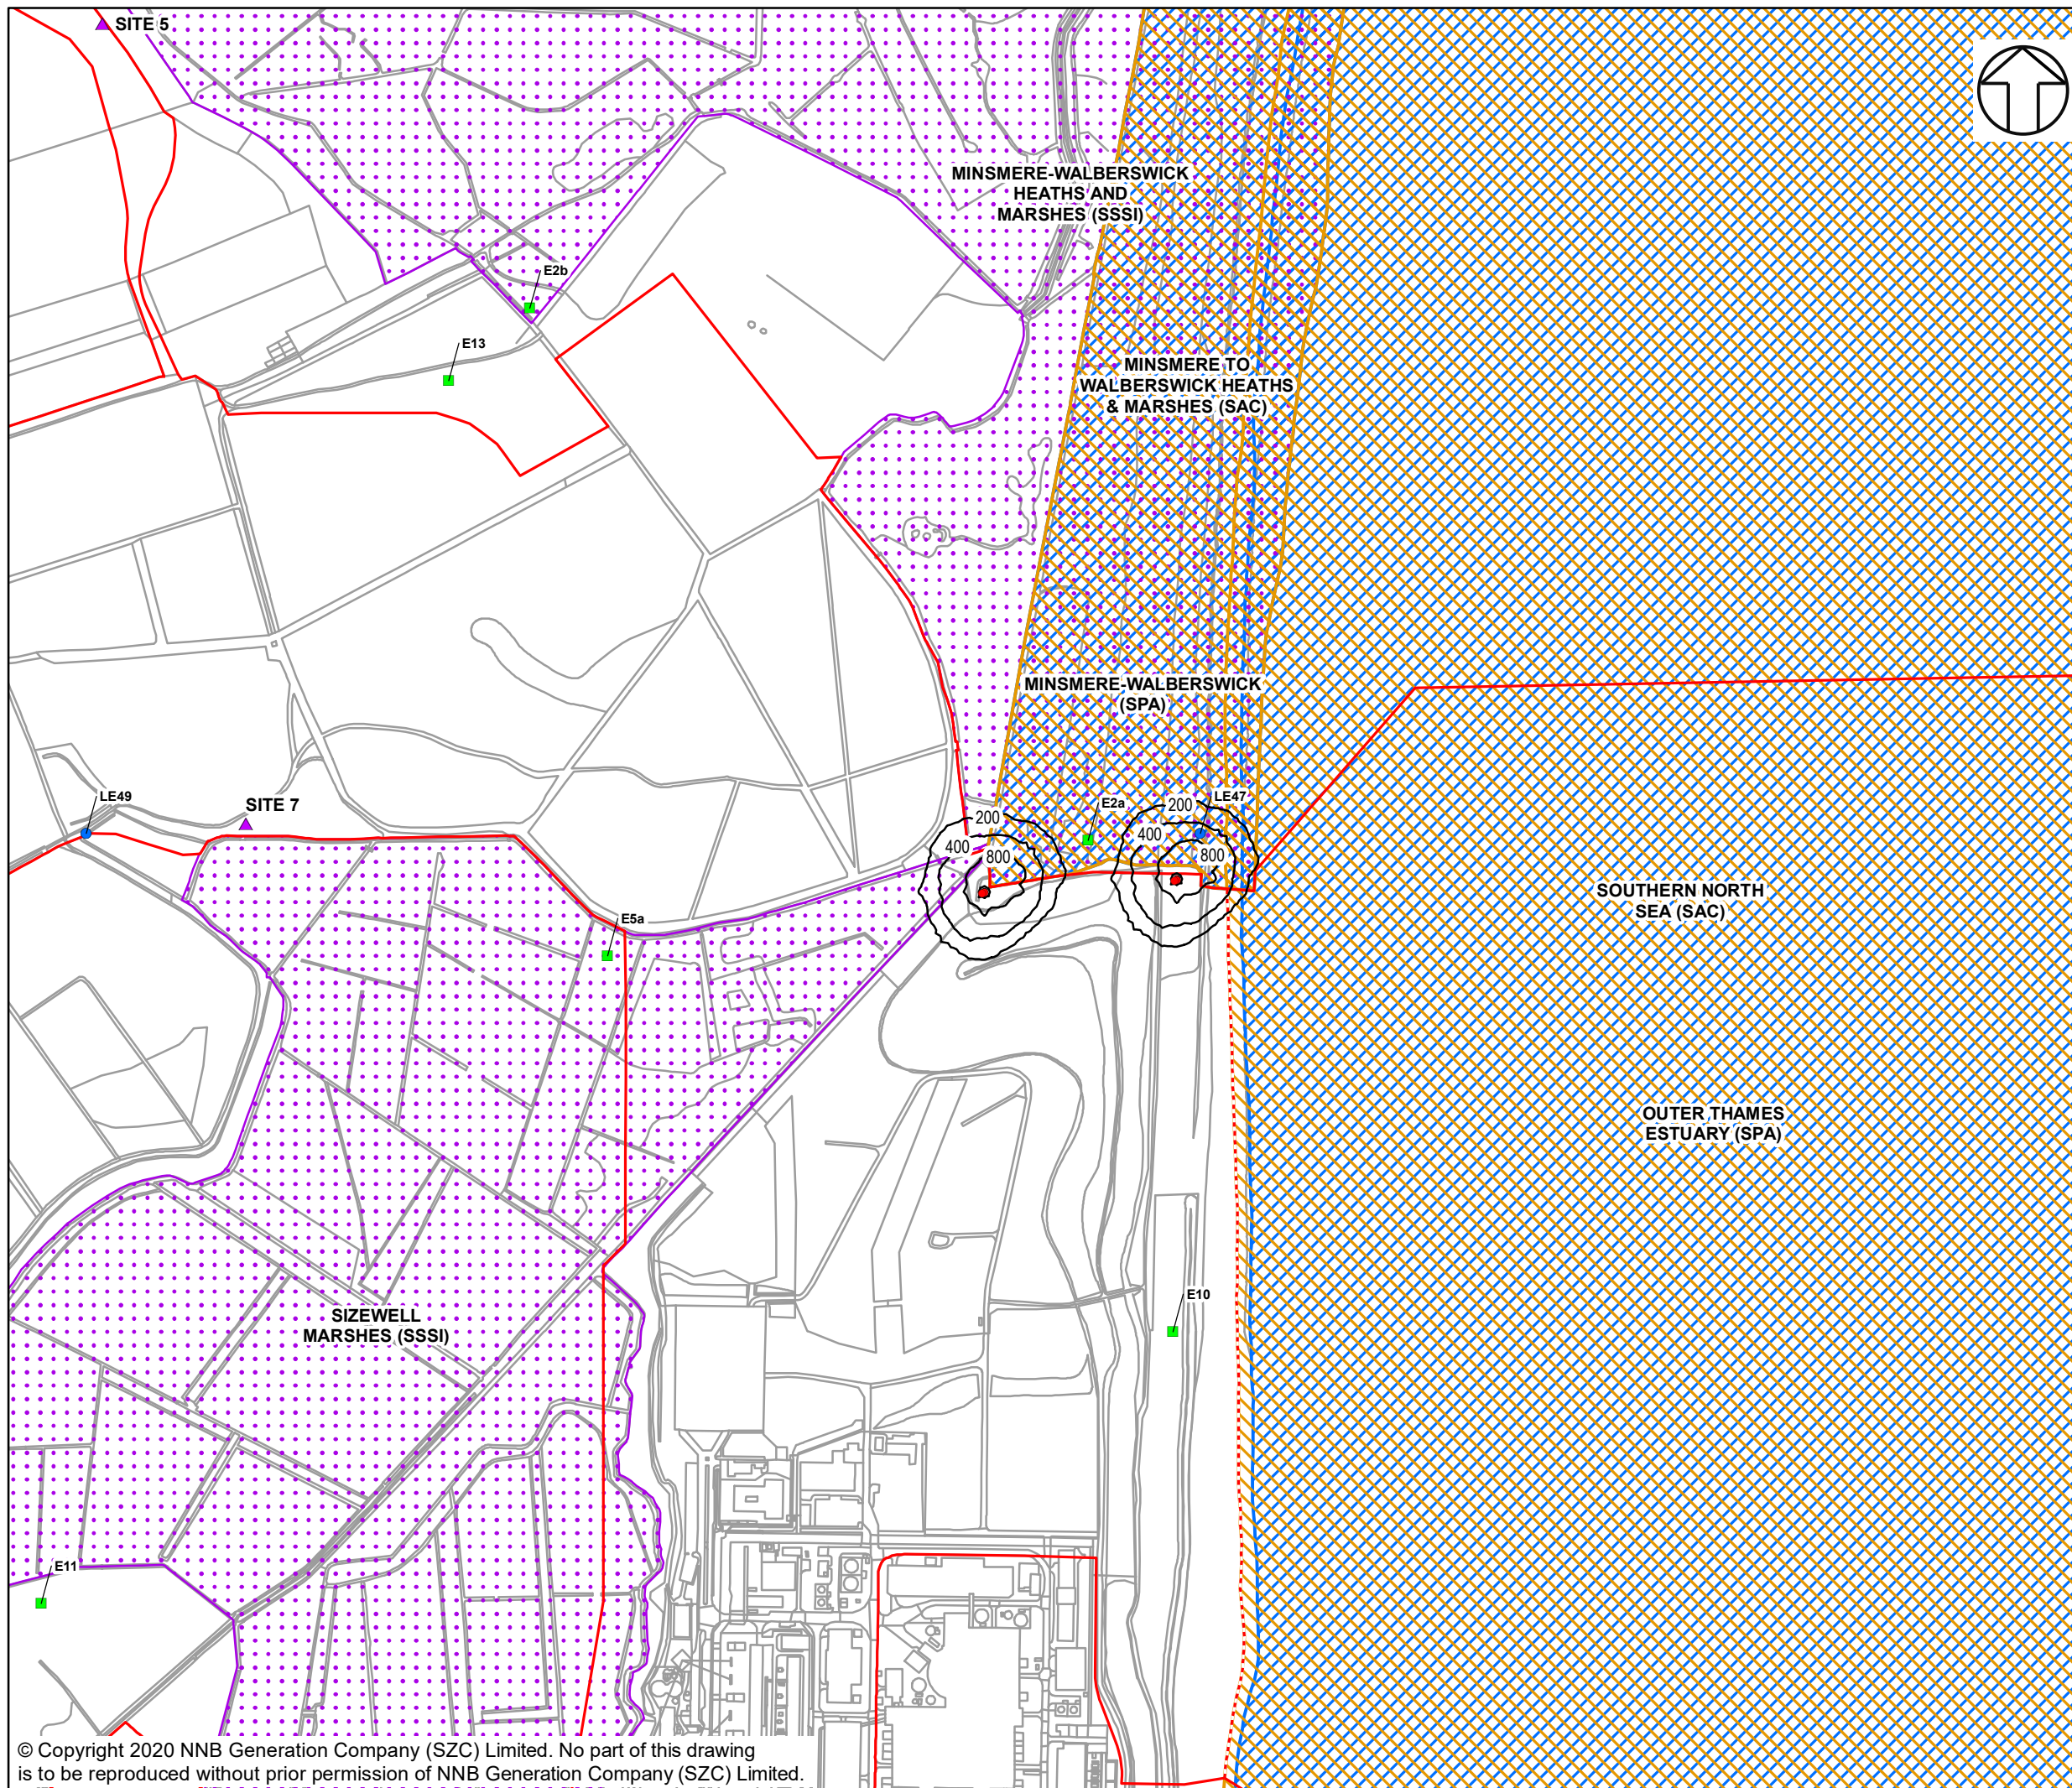 SITE 5
MINSMERE-WALBERSWICK
HEATHS AND
MARSHES (SSSI)
E2b
E13
MINSMERE TO
WALBERSWICK HEATHS
& MARSHES (SAC)
MINSMERE-WALBERSWICK
(SPA)
LE49
SITE 7
E2a
200
LE47
200
400
400
800
800
SOUTHERN NORTH
SEA (SAC)
E5a
OUTER THAMES
ESTUARY (SPA)
E10
SIZEWELL
MARSHES (SSSI)
E11
© Copyright 2020 NNB Generation Company (SZC) Limited. No part of this drawing
is to be reproduced without prior permission of NNB Generation Company (SZC) Limited.